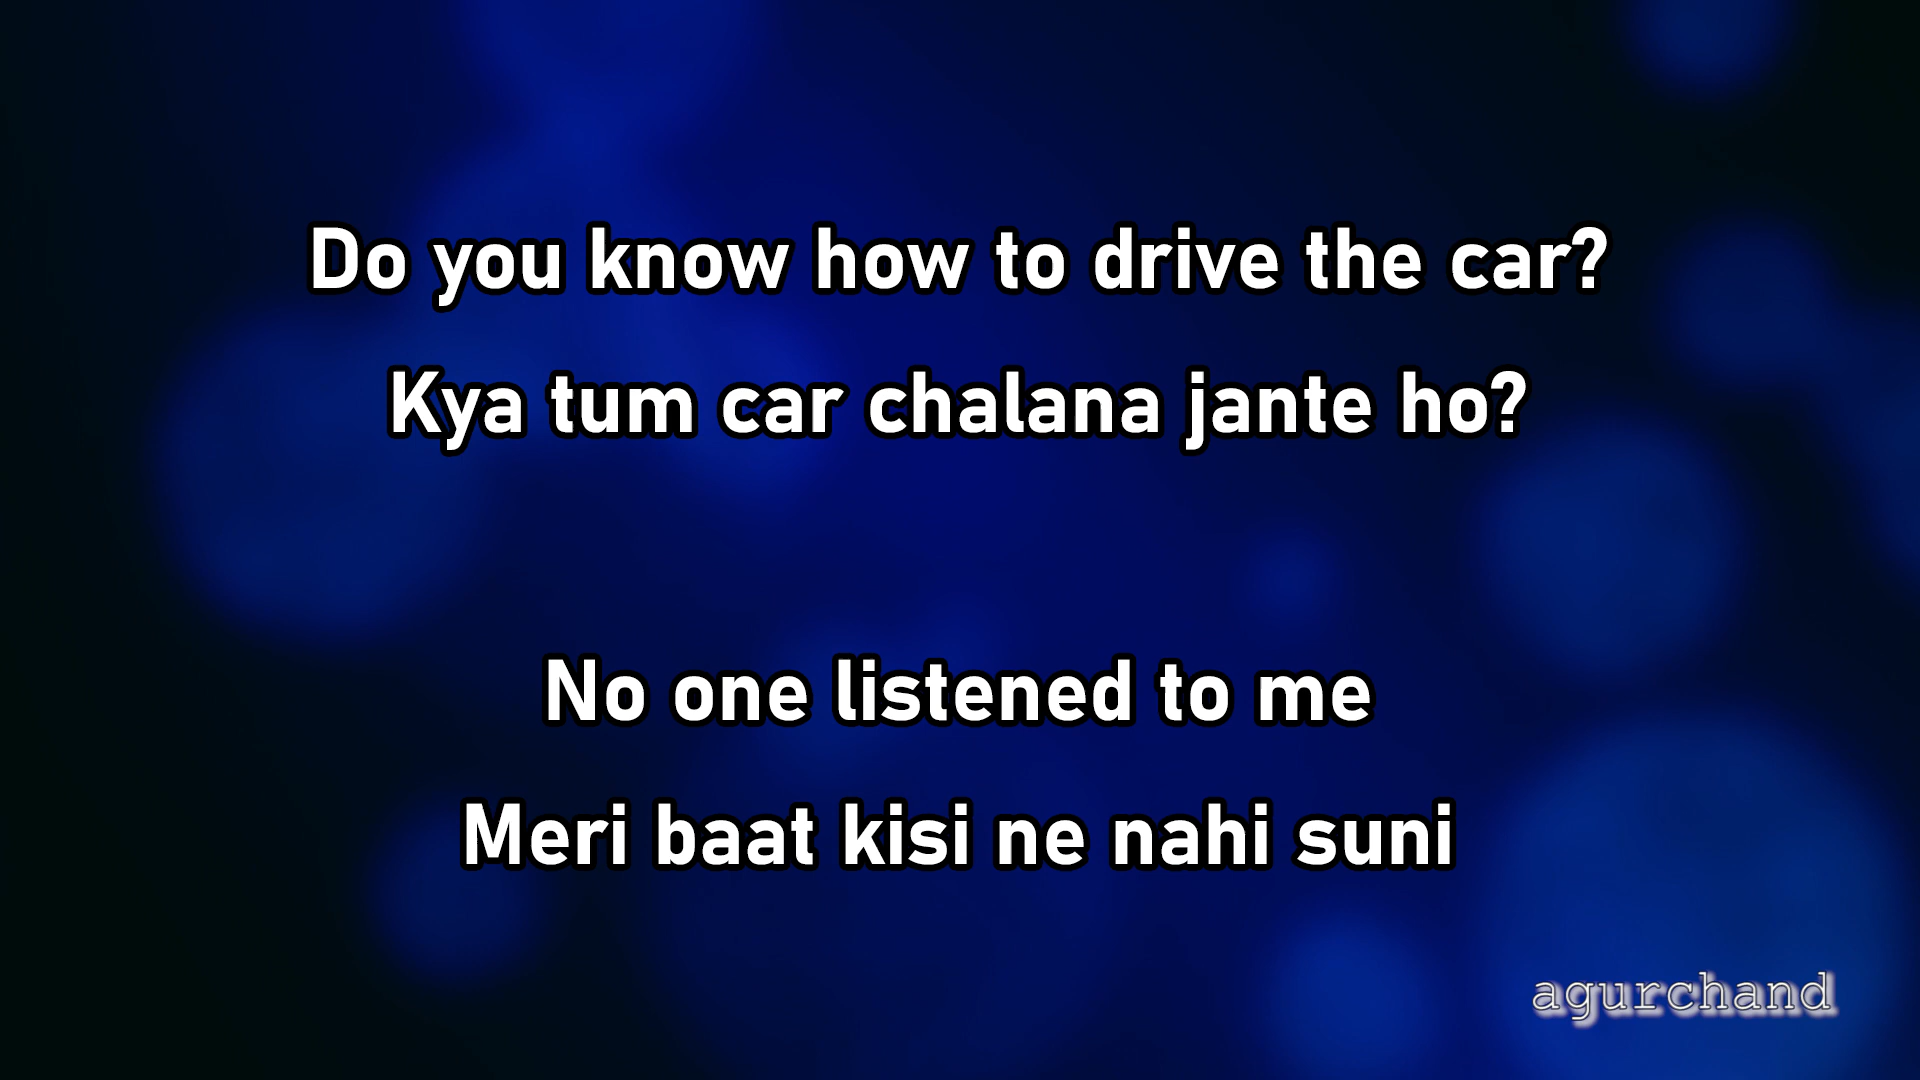 Do you know how to drive the car?
Kya tum car chalana jante ho?
No one listened to me
Meri baat kisi ne nahi suni
agurchand